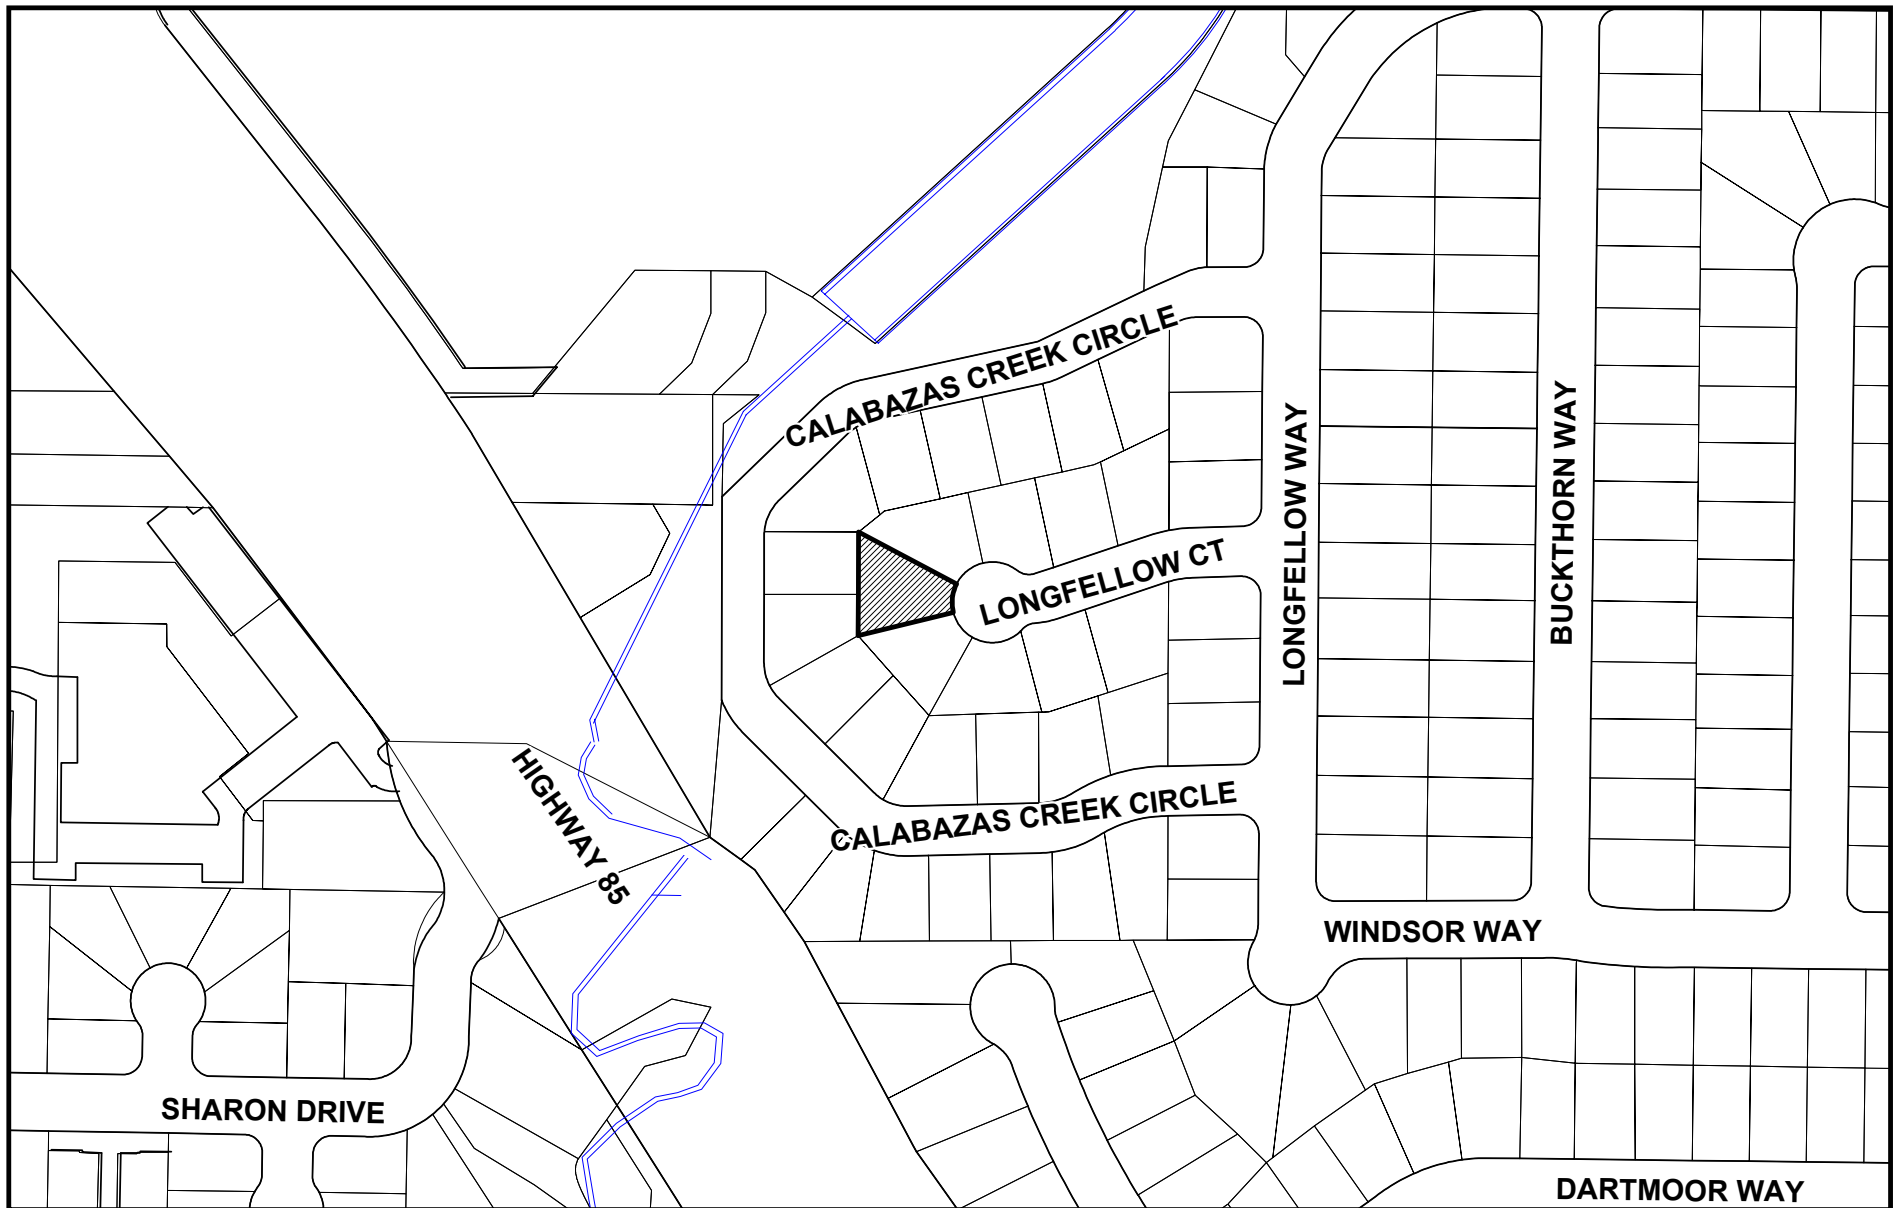 CALABAZAS CREEK CIRCLE
LONGFELLOW WAY
BUCKTHORN WAY
LONGFELLOW CT
HIGHWAY 85
CALABAZAS CREEK CIRCLE
WINDSOR WAY
SHARON DRIVE
DARTMOOR WAY